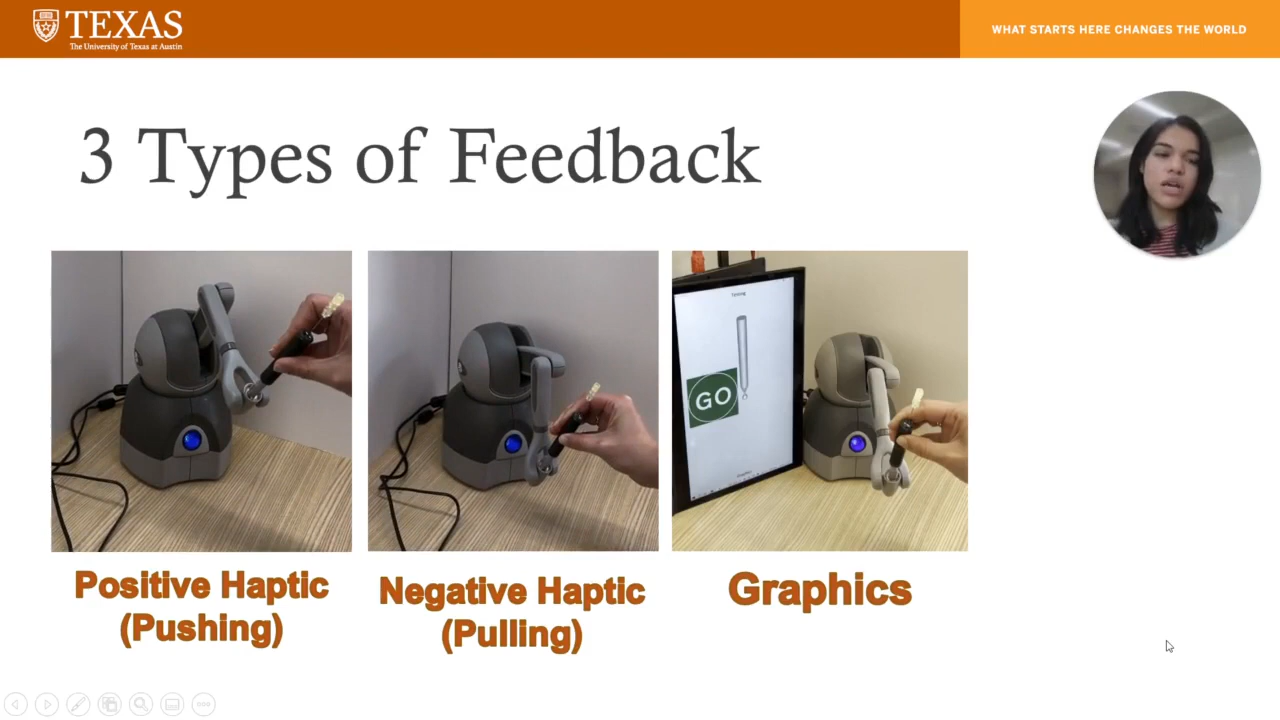 TEXAS
The University of Texas at Austin
WHAT STARTS HERE CHANGES THE WORLD
3 Types of Feedback
GO
Positive Haptic
(Pushing)
Negative Haptic
(Pulling)
Graphics